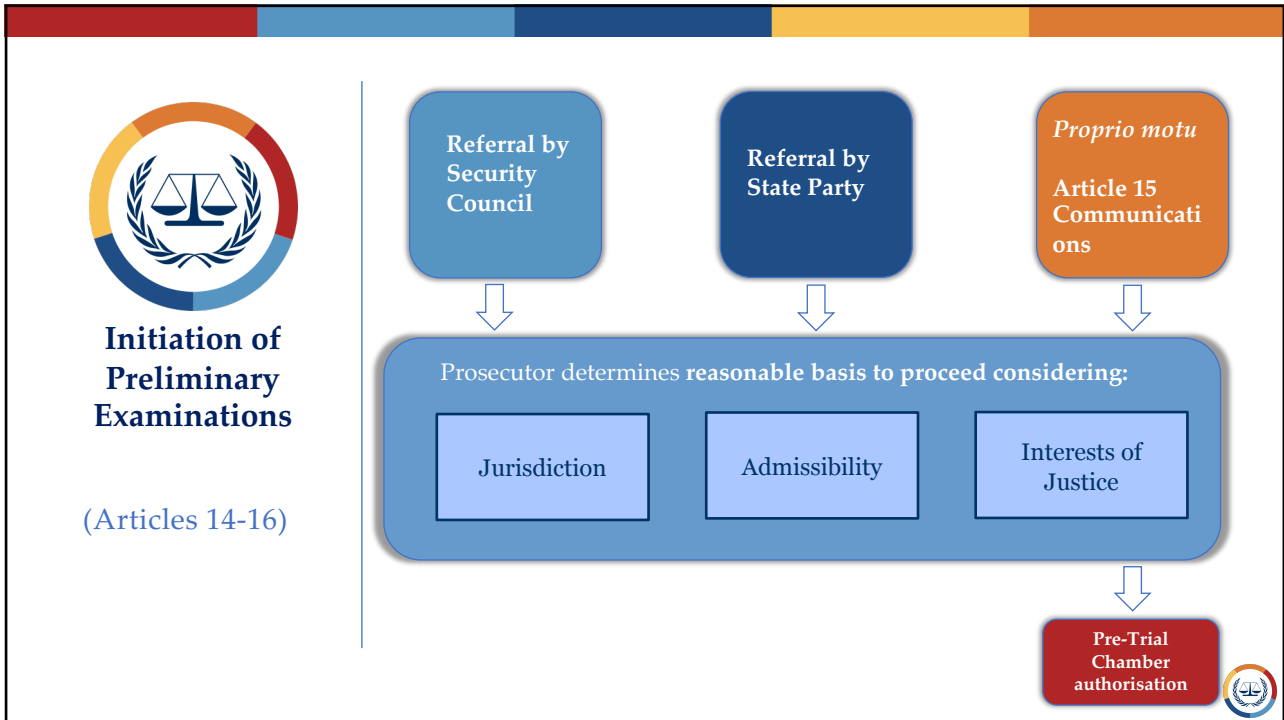 Initiation of
Preliminary
Examinations
(Articles 14-16)
Referral by
Security
Council
Referral by
State Party
Proprio motu
Article 15
Communicati
ons
Prosecutor determines reasonable basis to proceed considering:
Jurisdiction
Admissibility
Interests of
Justice
Pre-Trial
Chamber
authorisation